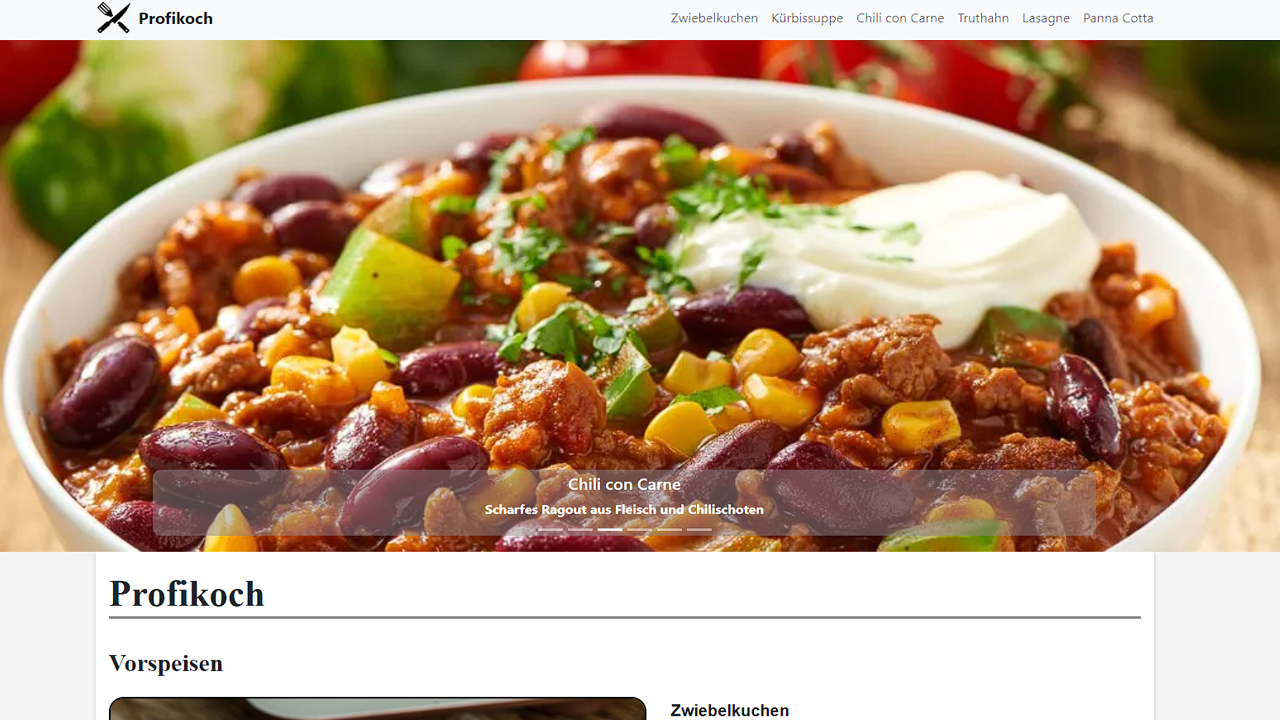 Profikoch
Zwiebelkuchen Kürbissuppe Chili con Carne Truthahn Lasagne Panna Cotta
Chili con Carne
Scharfes Ragout aus Fleisch und Chilischoten
Profikoch
Vorspeisen
Zwiebelkuchen